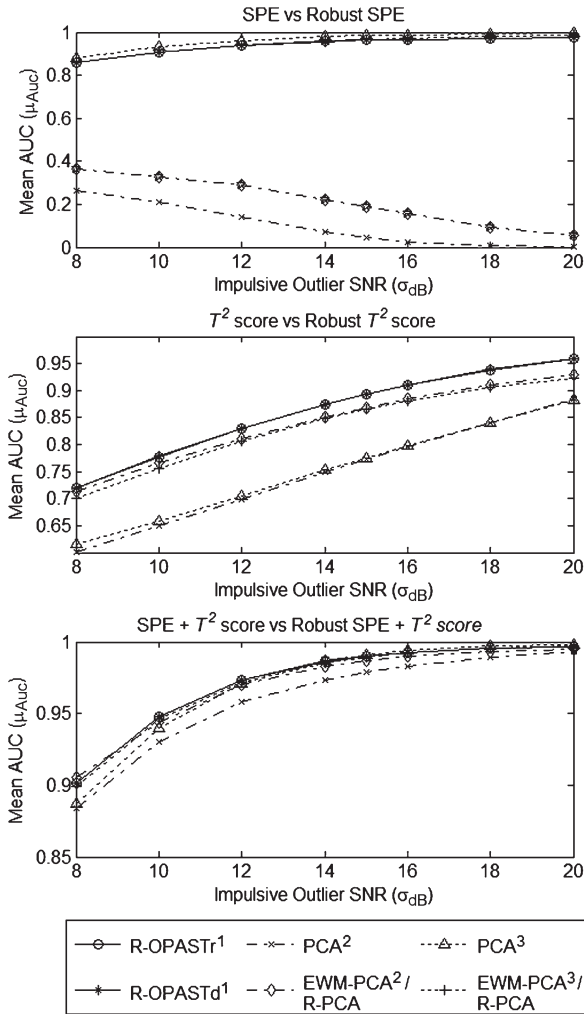 SPE vs Robust SPE
1
0.8
0.6
0.4
0.2
0
Mean AUC (μAuc)
8 10 12 14 15 16 18 20
Impulsive Outlier SNR (σdB)
T² score vs Robust T² score
0.95
0.9
0.85
0.8
0.75
0.7
0.65
Mean AUC (μAuc)
8 10 12 14 15 16 18 20
Impulsive Outlier SNR (σdB)
SPE + T² score vs Robust SPE + T² score
1
0.95
0.9
0.85
Mean AUC (μAuc)
8 10 12 14 15 16 18 20
Impulsive Outlier SNR (σdB)
R-OPASTr¹ PCA² PCA³
R-OPASTd¹ EWM-PCA²/ EWM-PCA³/
R-PCA R-PCA